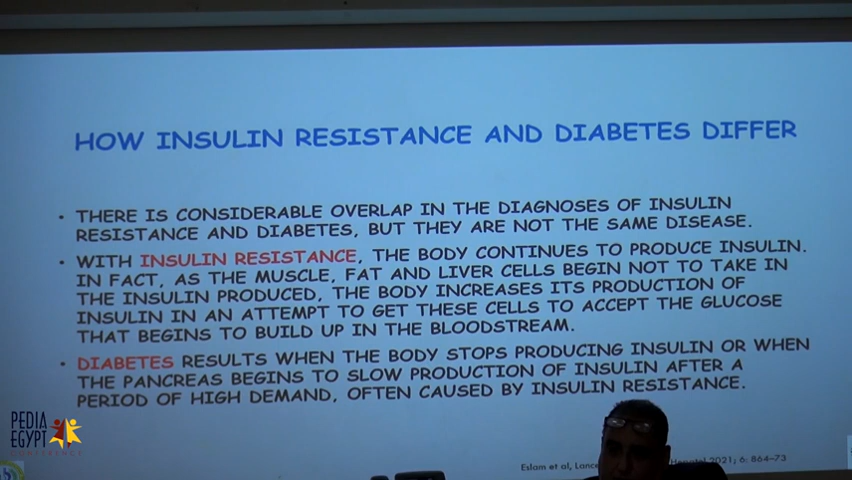 HOW INSULIN RESISTANCE AND DIABETES DIFFER
• THERE IS CONSIDERABLE OVERLAP IN THE DIAGNOSES OF INSULIN
RESISTANCE AND DIABETES, BUT THEY ARE NOT THE SAME DISEASE.
• WITH INSULIN RESISTANCE, THE BODY CONTINUES TO PRODUCE INSULIN.
IN FACT, AS THE MUSCLE, FAT AND LIVER CELLS BEGIN NOT TO TAKE IN
THE INSULIN PRODUCED, THE BODY INCREASES ITS PRODUCTION OF
INSULIN IN AN ATTEMPT TO GET THESE CELLS TO ACCEPT THE GLUCOSE
THAT BEGINS TO BUILD UP IN THE BLOODSTREAM.
• DIABETES RESULTS WHEN THE BODY STOPS PRODUCING INSULIN OR WHEN
THE PANCREAS BEGINS TO SLOW PRODUCTION OF INSULIN AFTER A
PERIOD OF HIGH DEMAND, OFTEN CAUSED BY INSULIN RESISTANCE.
PEDIA
EGYPT
CONFERENCE
Eslam et al, Hepatol 2021; 6: 864–73